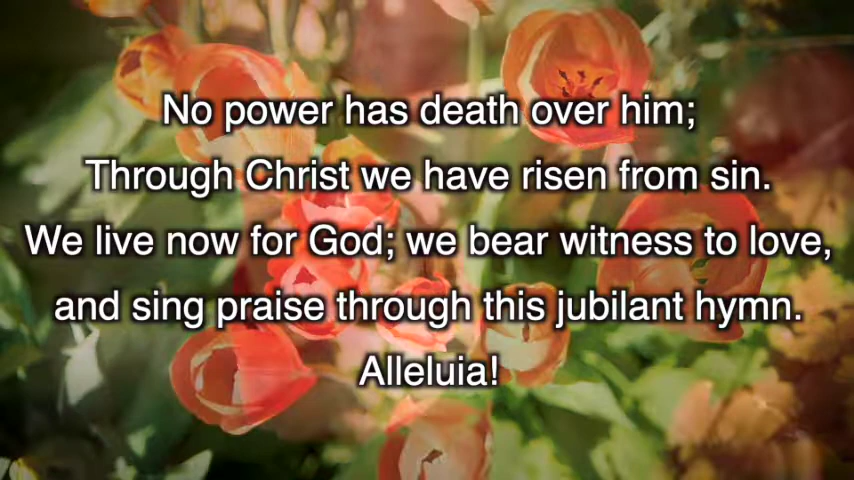 No power has death over him;
Through Christ we have risen from sin.
We live now for God; we bear witness to love,
and sing praise through this jubilant hymn.
Alleluia!